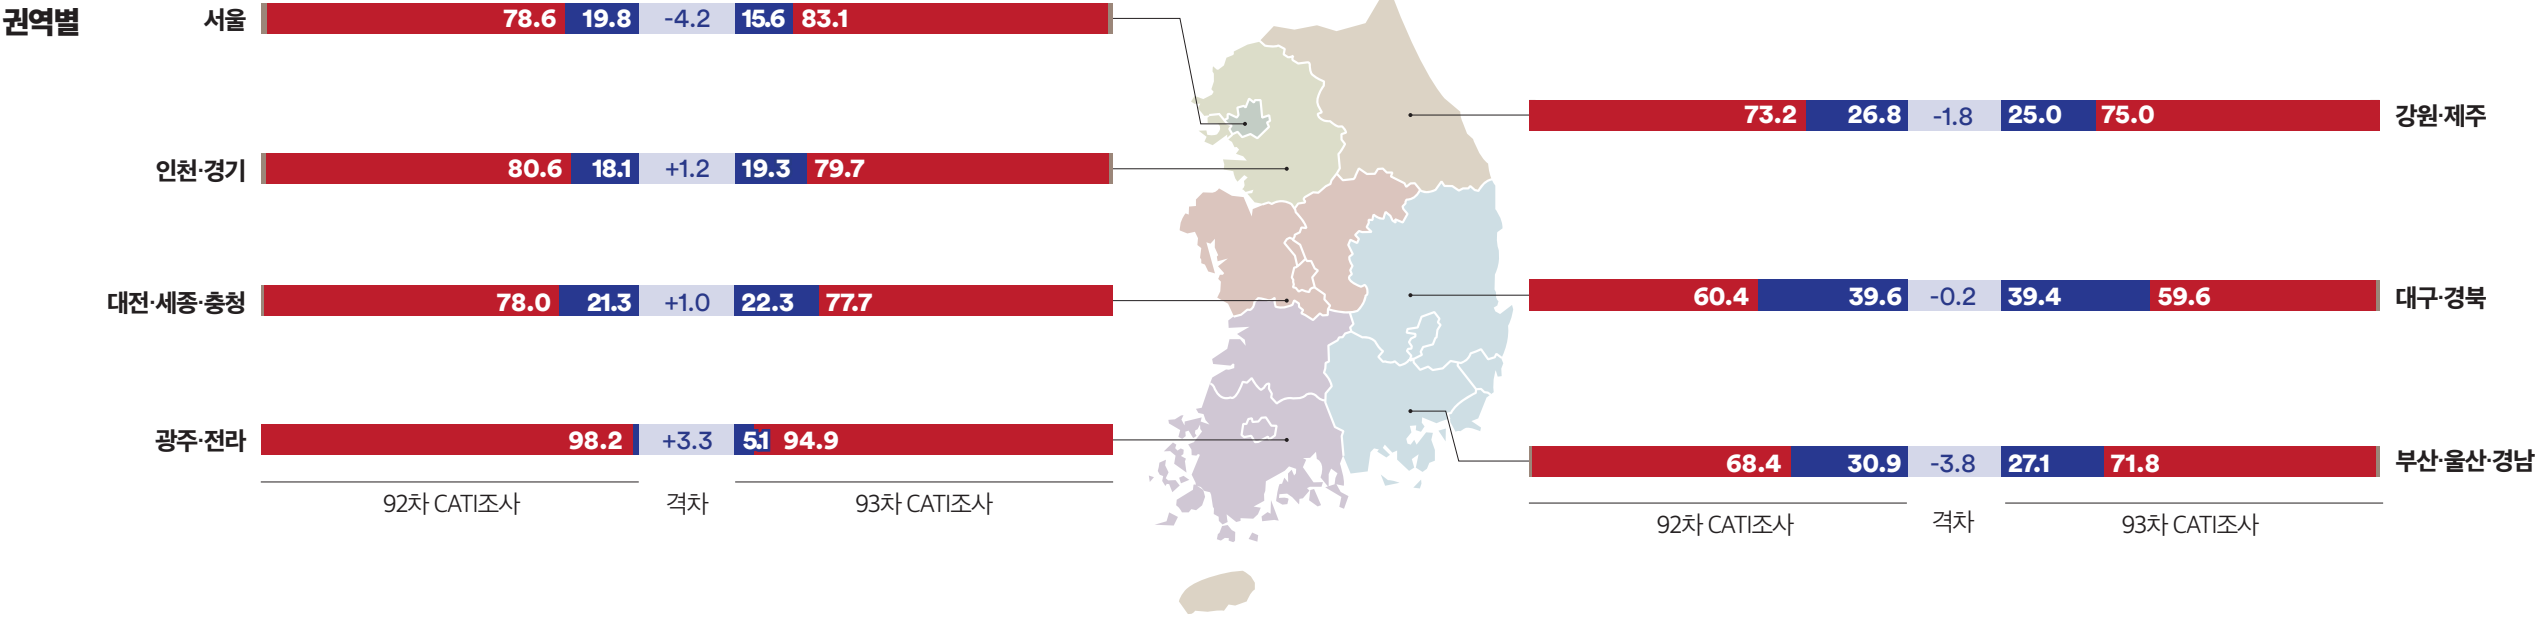 권역별
서울 78.6 19.8 -4.2 15.6 83.1
인천·경기 80.6 18.1 +1.2 19.3 79.7
대전·세종·충청 78.0 21.3 +1.0 22.3 77.7
광주·전라 98.2 +3.3 5.1 94.9
92차 CATI조사 격차 93차 CATI조사
73.2 26.8 -1.8 25.0 75.0 강원·제주
60.4 39.6 -0.2 39.4 59.6 대구·경북
68.4 30.9 -3.8 27.1 71.8 부산·울산·경남
92차 CATI조사 격차 93차 CATI조사